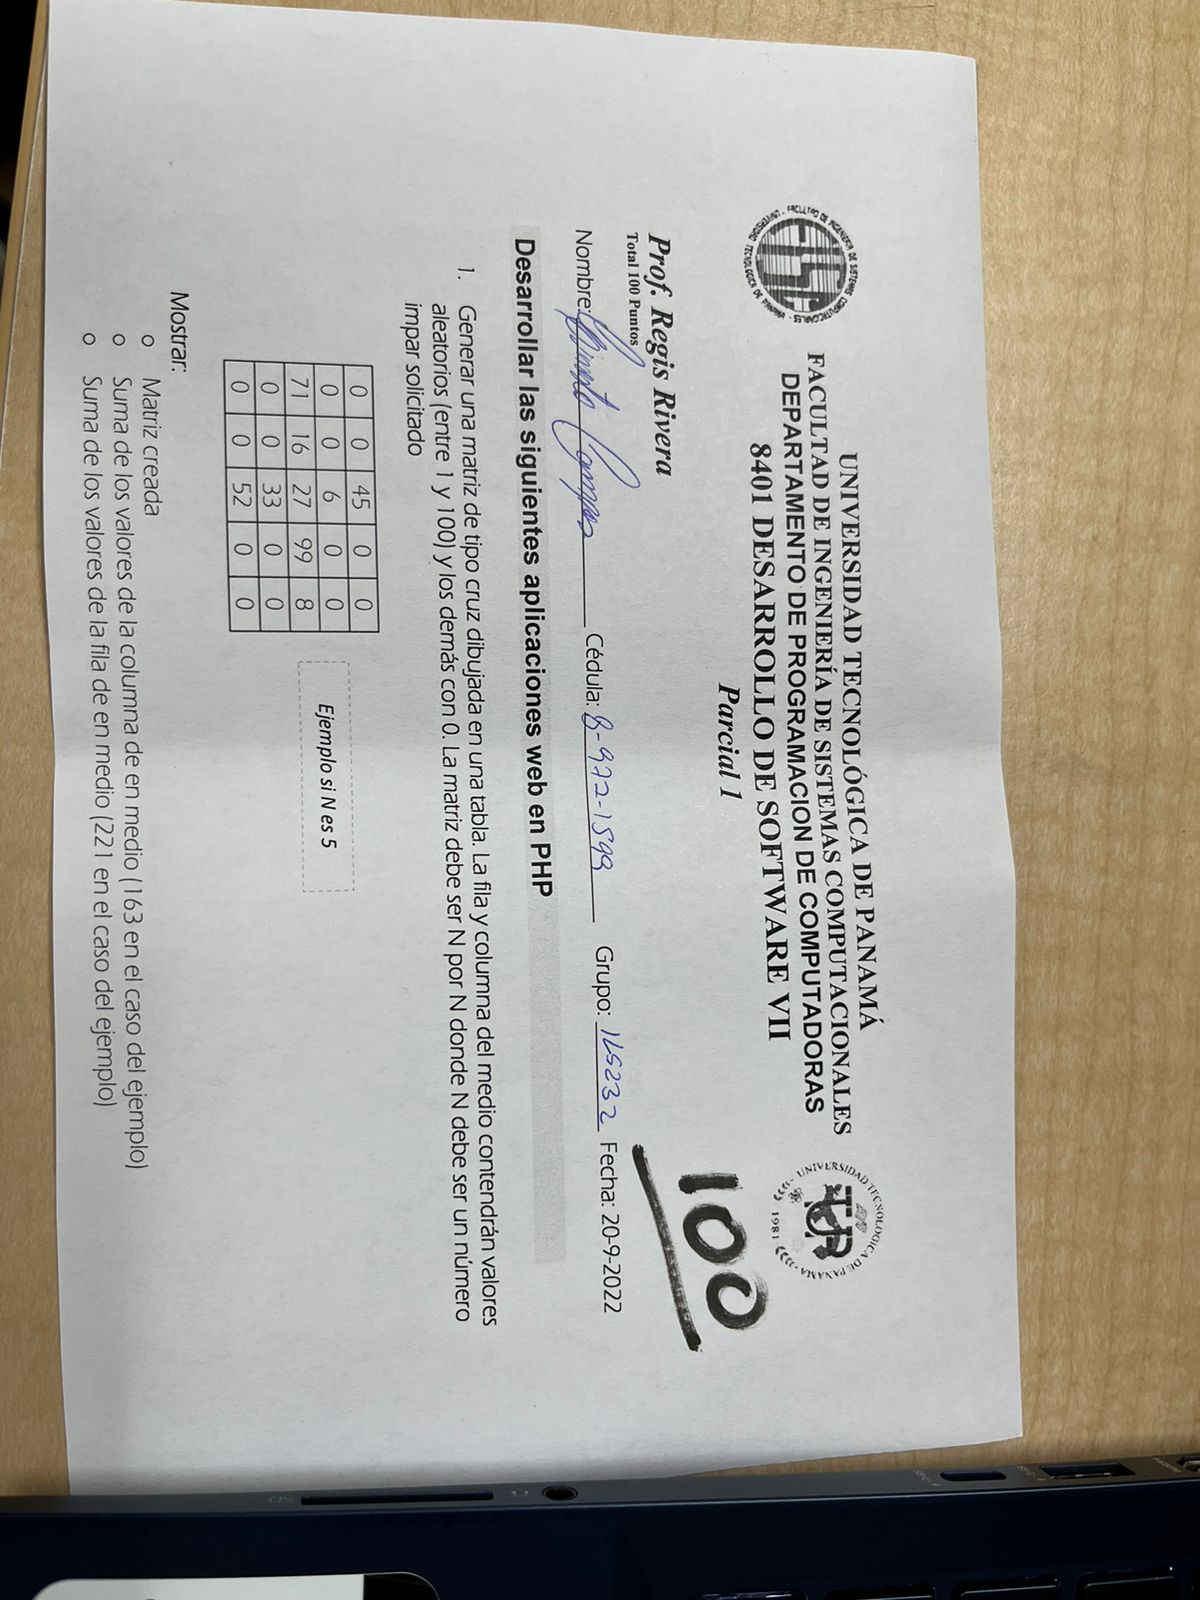 UNIVERSIDAD TECNOLÓGICA DE PANAMÁ
FACULTAD DE INGENIERÍA DE SISTEMAS COMPUTACIONALES
DEPARTAMENTO DE PROGRAMACION DE COMPUTADORAS
8401 DESARROLLO DE SOFTWARE VII
Parcial 1
UNIVERSIDAD TECNOLOGICA DE PANAMA
1981
Prof. Regis Rivera
Total 100 Puntos
100
Nombre: Cédula: 8-972-1599 Grupo: 1LS232 Fecha: 20-9-2022
Desarrollar las siguientes aplicaciones web en PHP
1. Generar una matriz de tipo cruz dibujada en una tabla. La fila y columna del medio contendrán valores
aleatorios (entre 1 y 100) y los demás con 0. La matriz debe ser N por N donde N debe ser un número
impar solicitado
0 0 45 0 0
0 0 6 0 0
71 16 27 99 8
0 0 33 0 0
0 0 52 0 0
Ejemplo si N es 5
Mostrar:
o Matriz creada
o Suma de los valores de la columna de en medio (163 en el caso del ejemplo)
o Suma de los valores de la fila de en medio (221 en el caso del ejemplo)